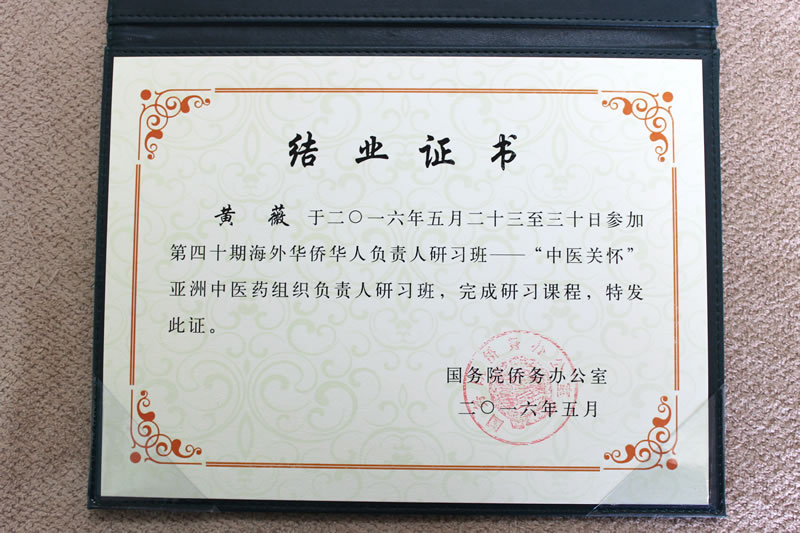 结业证书
黄薇 于二〇一六年五月二十三至三十日参加
第四十期海外华侨华人负责人研习班——“中医关怀”
亚洲中医药组织负责人研习班，完成研习课程，特发
此证。
国务院侨务办公室
二〇一六年五月